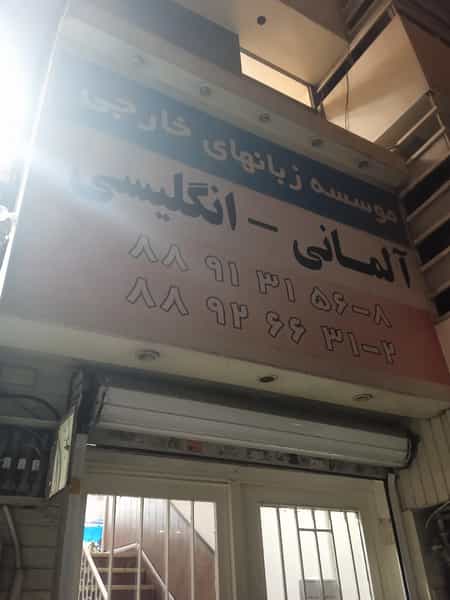 موسسه زبانهای خارجی
آلمانی - انگلیسی
۸۸ ۹۱ ۳۱ ۵۶-۸
۸۸ ۹۲ ۶۶ ۳۱-۲